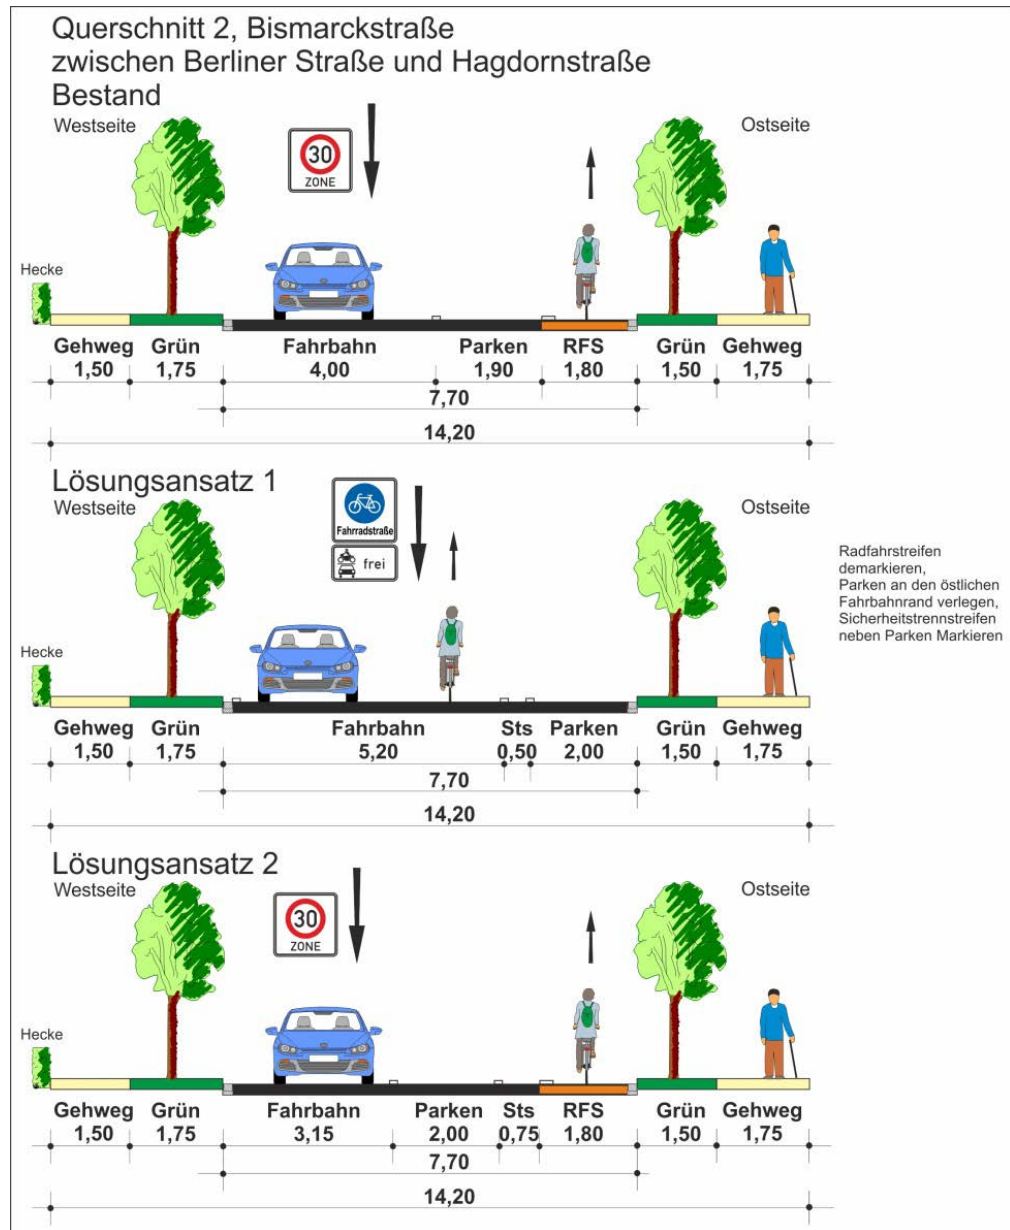 Querschnitt 2, Bismarckstraße
zwischen Berliner Straße und Hagdornstraße
Bestand
Westseite
Ostseite
30
ZONE
Hecke
Gehweg Grün Fahrbahn Parken RFS Grün Gehweg
1,50 1,75 4,00 1,90 1,80 1,50 1,75
7,70
14,20
Lösungsansatz 1
Westseite
Ostseite
Fahrradstraße
frei
Radfahrstreifen
demarkieren,
Parken an den östlichen
Fahrbahnrand verlegen,
Sicherheitstrennstreifen
neben Parken Markieren
Hecke
Gehweg Grün Fahrbahn Sts Parken Grün Gehweg
1,50 1,75 5,20 0,50 2,00 1,50 1,75
7,70
14,20
Lösungsansatz 2
Westseite
Ostseite
30
ZONE
Hecke
Gehweg Grün Fahrbahn Parken Sts RFS Grün Gehweg
1,50 1,75 3,15 2,00 0,75 1,80 1,50 1,75
7,70
14,20